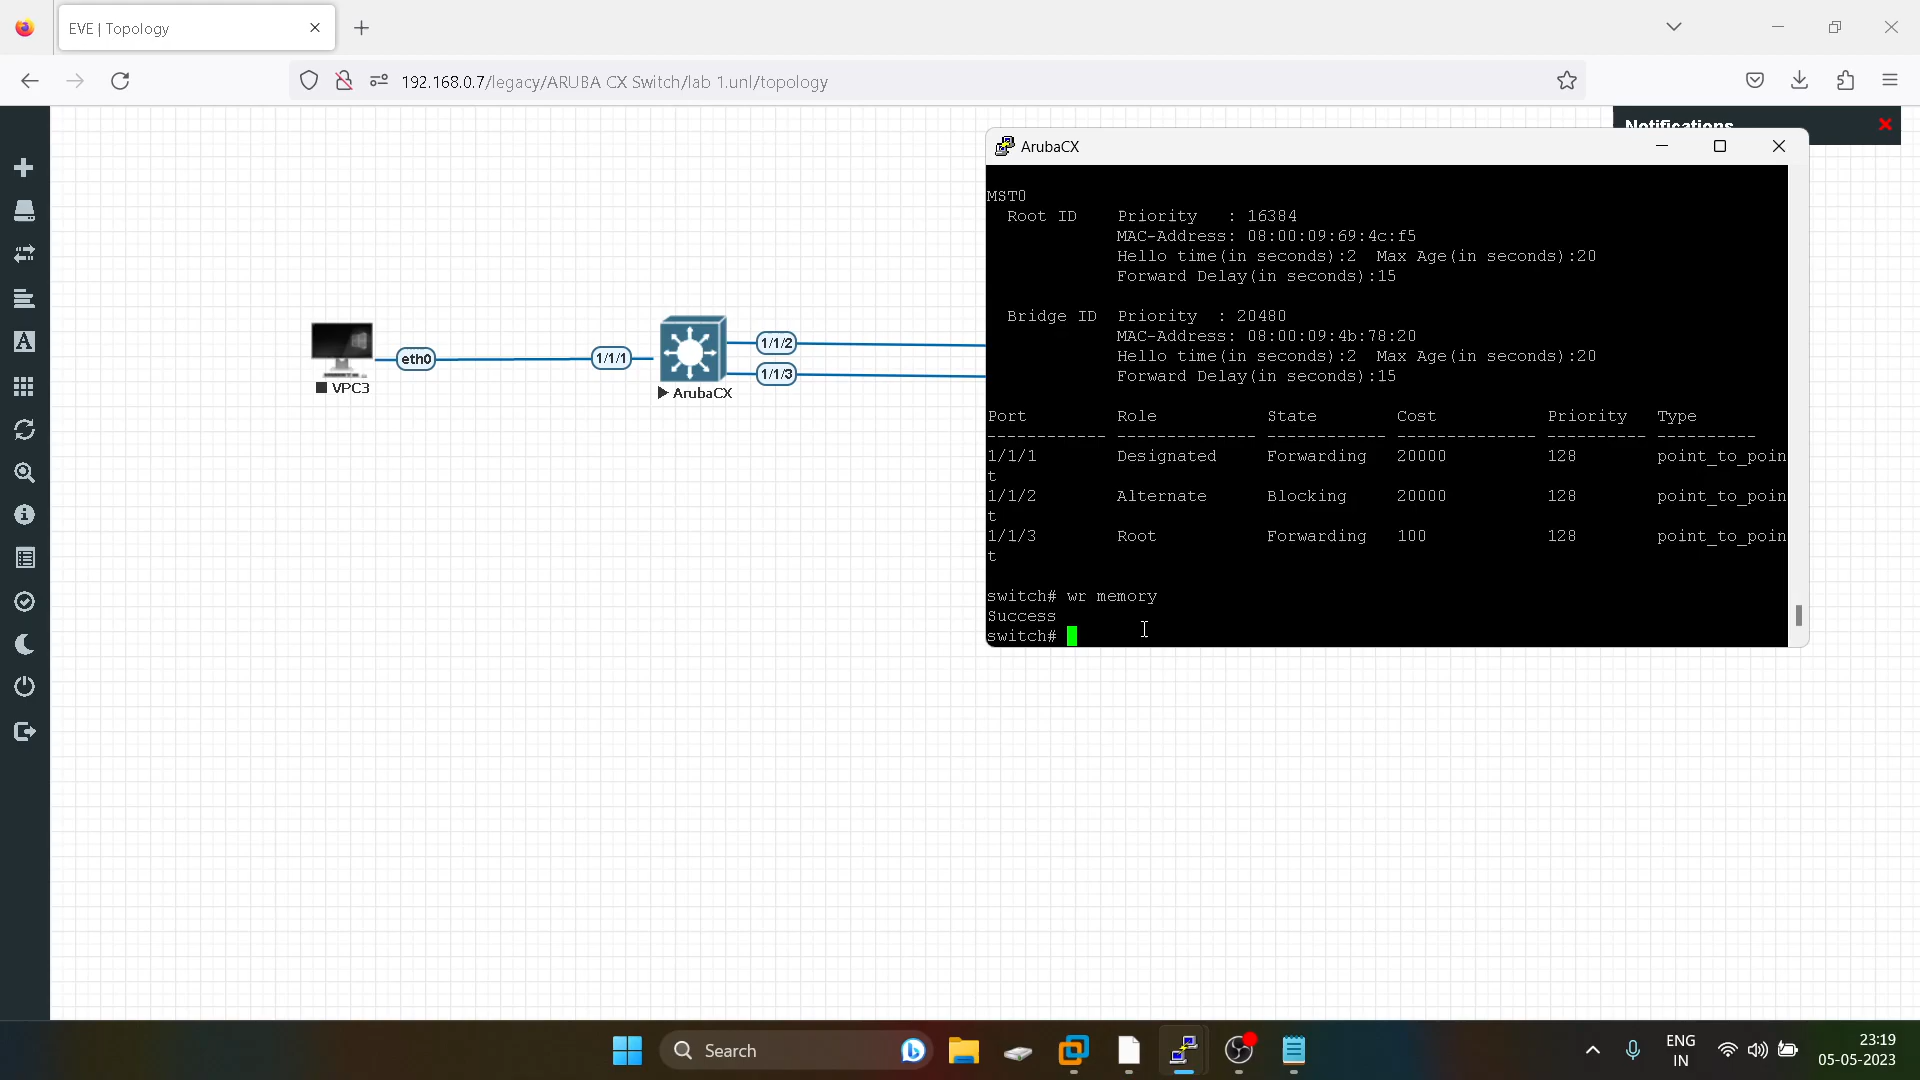 EVE | Topology
192.168.0.7/legacy/ARUBA CX Switch/lab 1.unl/topology
Notifications
ArubaCX
MST0
Root ID Priority : 16384
MAC-Address: 08:00:09:69:4c:f5
Hello time(in seconds):2 Max Age(in seconds):20
Forward Delay(in seconds):15
Bridge ID Priority : 20480
MAC-Address: 08:00:09:4b:78:20
Hello time(in seconds):2 Max Age(in seconds):20
Forward Delay(in seconds):15
Port Role State Cost Priority Type
------------ -------------- ------------ -------------- ---------- ----------
1/1/1 Designated Forwarding 20000 128 point_to_poin
t
1/1/2 Alternate Blocking 20000 128 point_to_poin
t
1/1/3 Root Forwarding 100 128 point_to_poin
t
switch# wr memory
Success
switch#
eth0
1/1/1
1/1/2
1/1/3
VPC3
ArubaCX
Search
ENG
IN
23:19
05-05-2023